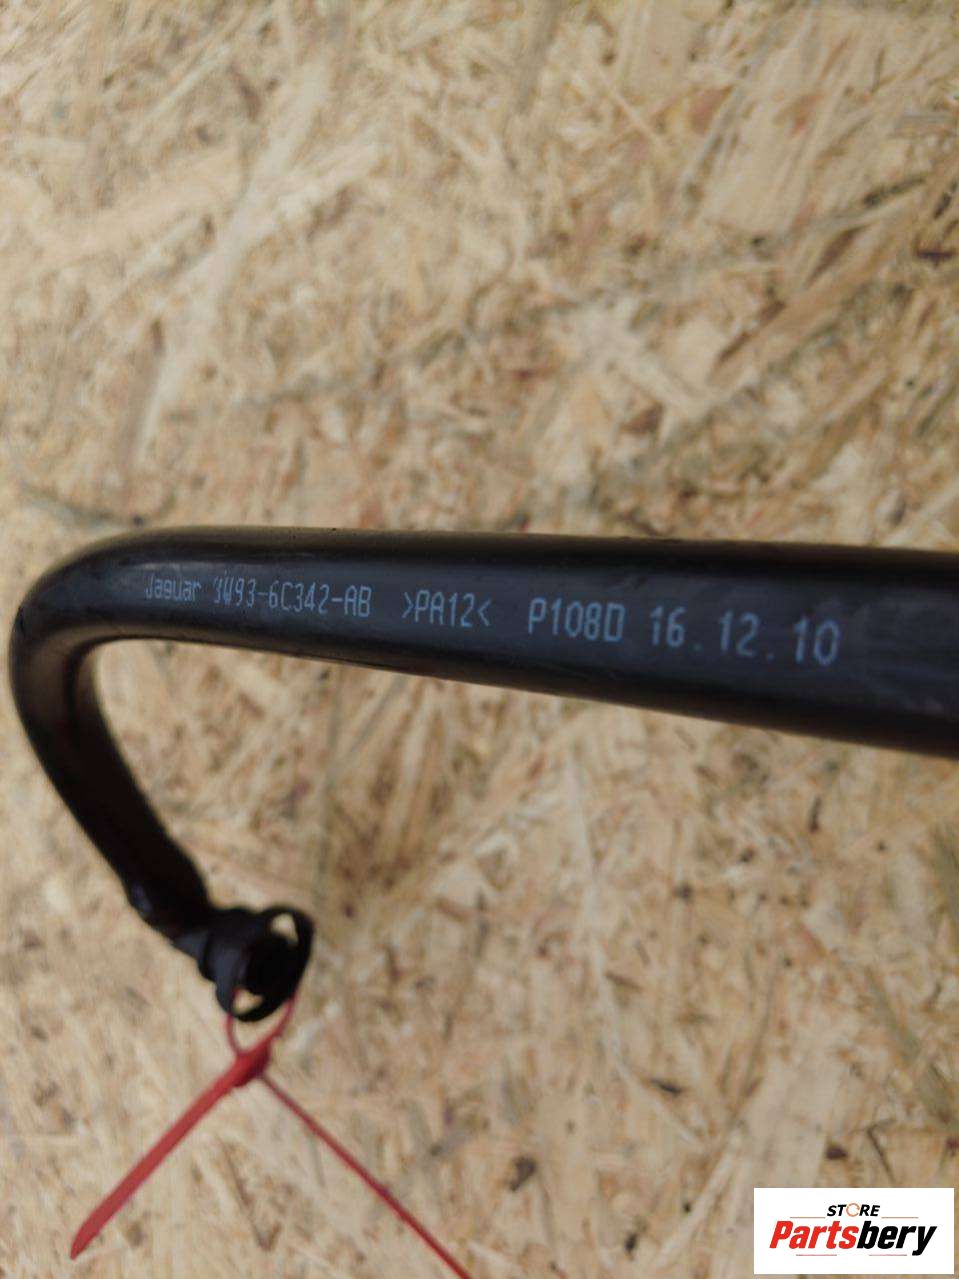 Jaguar 3W93-6C342-AB >PA12< P108D 16.12.10
STORE
Partsbery